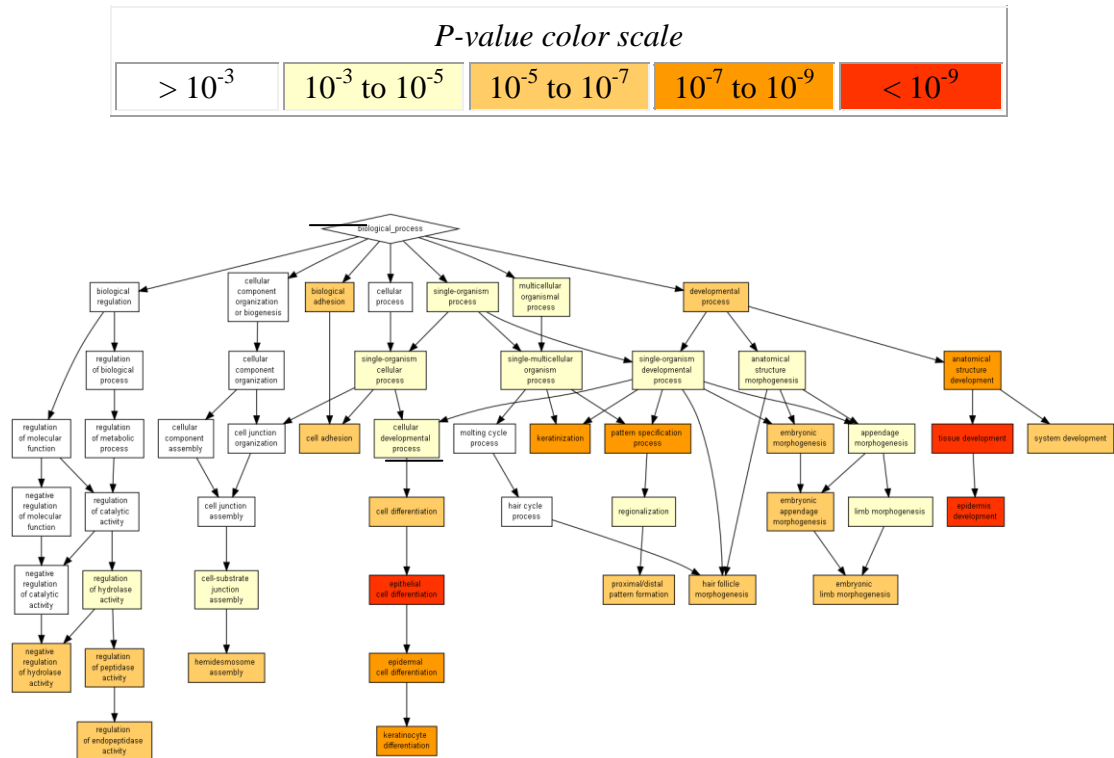 P-value color scale
> 10^-3 10^-3 to 10^-5 10^-5 to 10^-7 10^-7 to 10^-9 < 10^-9
biological_process
biological
regulation
cellular
component
organization
or biogenesis
biological
adhesion
cellular
process
single-organism
process
multicellular
organismal
process
developmental
process
regulation
of biological
process
cellular
component
organization
single-organism
cellular
process
single-multicellular
organism
process
single-organism
developmental
process
anatomical
structure
morphogenesis
anatomical
structure
development
regulation
of molecular
function
regulation
of metabolic
process
cellular
component
assembly
cell junction
organization
cell adhesion
cellular
developmental
process
molting cycle
process
keratinization
pattern specification
process
embryonic
morphogenesis
appendage
morphogenesis
tissue development
system development
negative
regulation
of molecular
function
regulation
of catalytic
activity
cell junction
assembly
cell differentiation
hair cycle
process
regionalization
embryonic
appendage
morphogenesis
limb morphogenesis
epidermis
development
negative
regulation
of catalytic
activity
regulation
of hydrolase
activity
cell-substrate
junction
assembly
epithelial
cell differentiation
proximal/distal
pattern formation
hair follicle
morphogenesis
embryonic
limb morphogenesis
negative
regulation
of hydrolase
activity
regulation
of peptidase
activity
hemidesmosome
assembly
epidermal
cell differentiation
regulation
of endopeptidase
activity
keratinocyte
differentiation